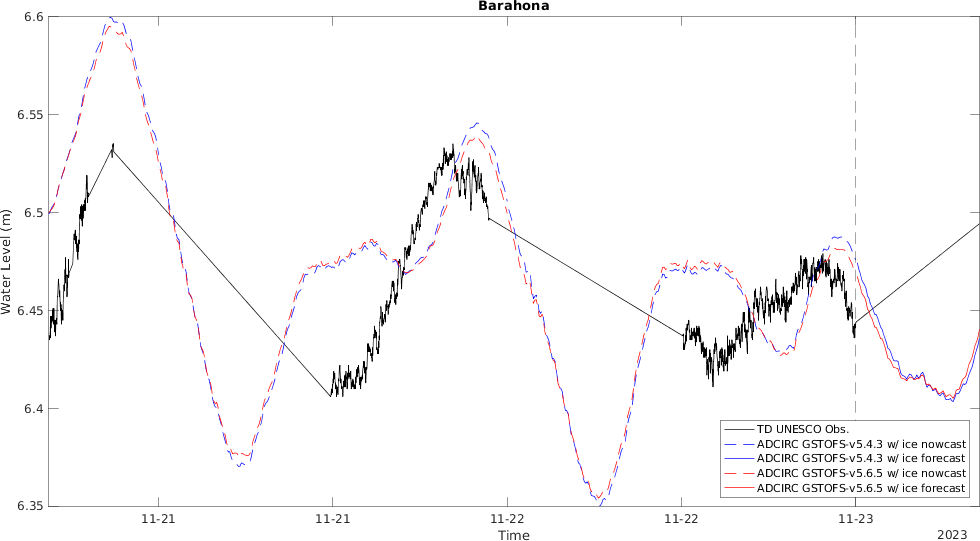 Barahona
6.6
6.55
6.5
6.45
6.4
6.35
Water Level (m)
11-21
11-21
11-22
11-22
11-23
Time
2023
TD UNESCO Obs.
ADCIRC GSTOFS-v5.4.3 w/ ice nowcast
ADCIRC GSTOFS-v5.4.3 w/ ice forecast
ADCIRC GSTOFS-v5.6.5 w/ ice nowcast
ADCIRC GSTOFS-v5.6.5 w/ ice forecast